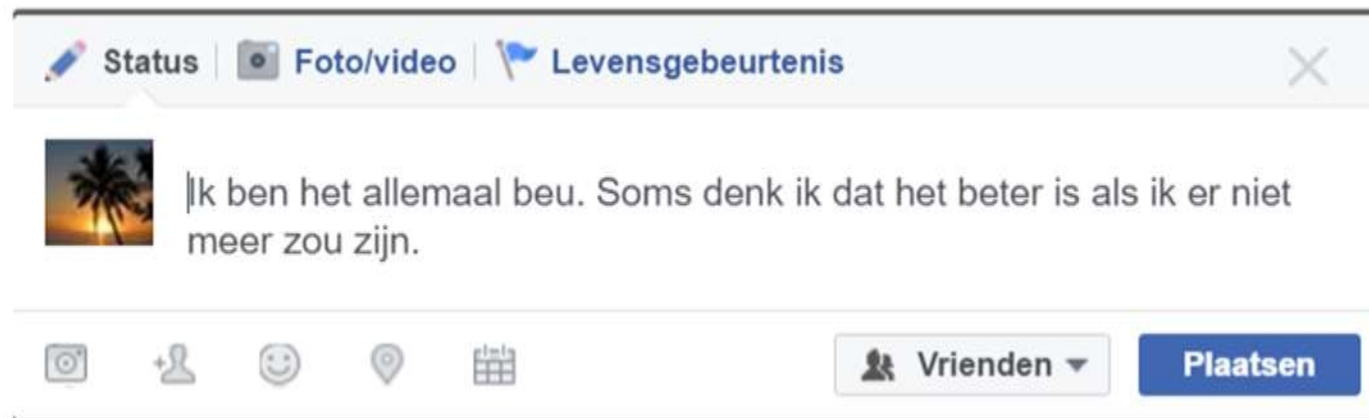 Status Foto/video Levensgebeurtenis
Ik ben het allemaal beu. Soms denk ik dat het beter is als ik er niet
meer zou zijn.
Vrienden Plaatsen